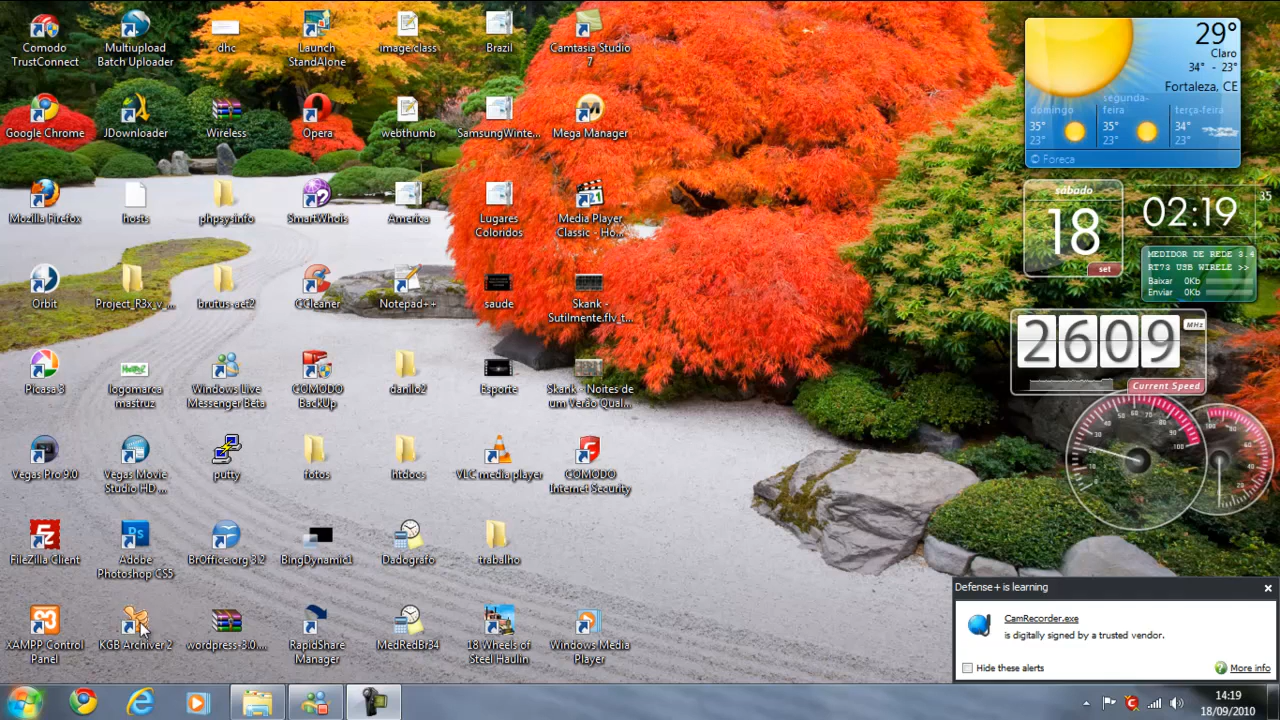 Comodo
TrustConnect
Multiupload
Batch Uploader
dhc
Launch
StandAlone
image.class
Brazil
Camtasia Studio
7
Google Chrome
JDownloader
Wireless
Opera
webthumb
SamsungWinte...
Mega Manager
Mozilla Firefox
hosts
phpsy-info
SmartWhois
America
Lugares
Coloridos
Media Player
Classic - Ho...
Orbit
Project_R3x_v_...
brutus-aet2
CCleaner
Notepad++
saude
Skank -
Sutilmente.flv_t...
Picasa 3
logomarca
mastruz
Windows Live
Messenger Beta
COMODO
BackUp
danilo2
Esporte
Skank - Noites de
um Verão Qual...
Vegas Pro 9.0
Vegas Movie
Studio HD ...
putty
fotos
htdocs
VLC media player
COMODO
Internet Security
FileZilla Client
Adobe
Photoshop CS5
BrOffice.org 3.2
BingDynamic1
Dadografo
trabalho
XAMPP Control
Panel
KGB Archiver 2
wordpress-3.0....
RapidShare
Manager
MedRedBf34
18 Wheels of
Steel Haulin
Windows Media
Player
29°
Claro
34° - 23°
Fortaleza, CE
domingo
35°
23°
segunda-
feira
35°
23°
terça-feira
34°
23°
© Foreca
sábado
18
set
02:19
35
MEDIDOR DE REDE 3.4
RT73 USB WIRELE >>
Baixar 0Kb
Enviar 0Kb
2609
MHz
Current Speed
Defense+ is learning
CamRecorder.exe
is digitally signed by a trusted vendor.
Hide these alerts
More info
14:19
18/09/2010